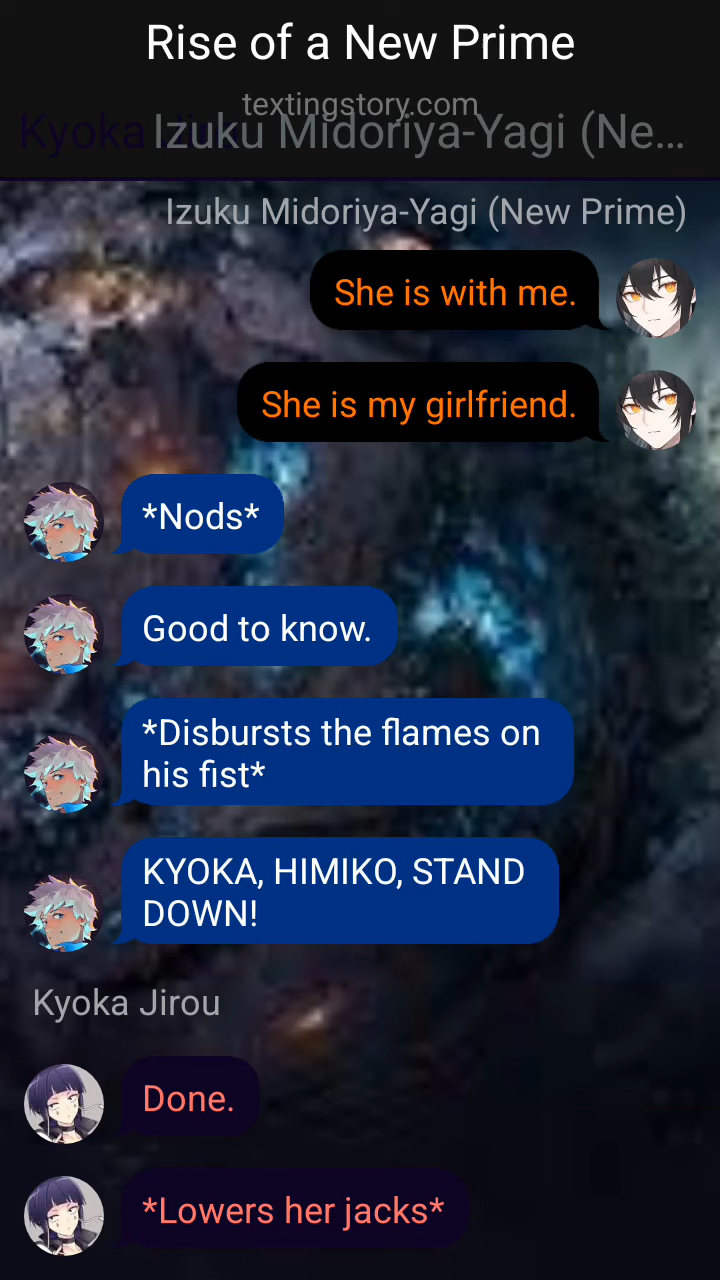 Rise of a New Prime
textingstory.com
Kyoka Izuku Midoriya-Yagi (Ne...
Izuku Midoriya-Yagi (New Prime)
She is with me.
She is my girlfriend.
*Nods*
Good to know.
*Disbursts the flames on
his fist*
KYOKA, HIMIKO, STAND
DOWN!
Kyoka Jirou
Done.
*Lowers her jacks*